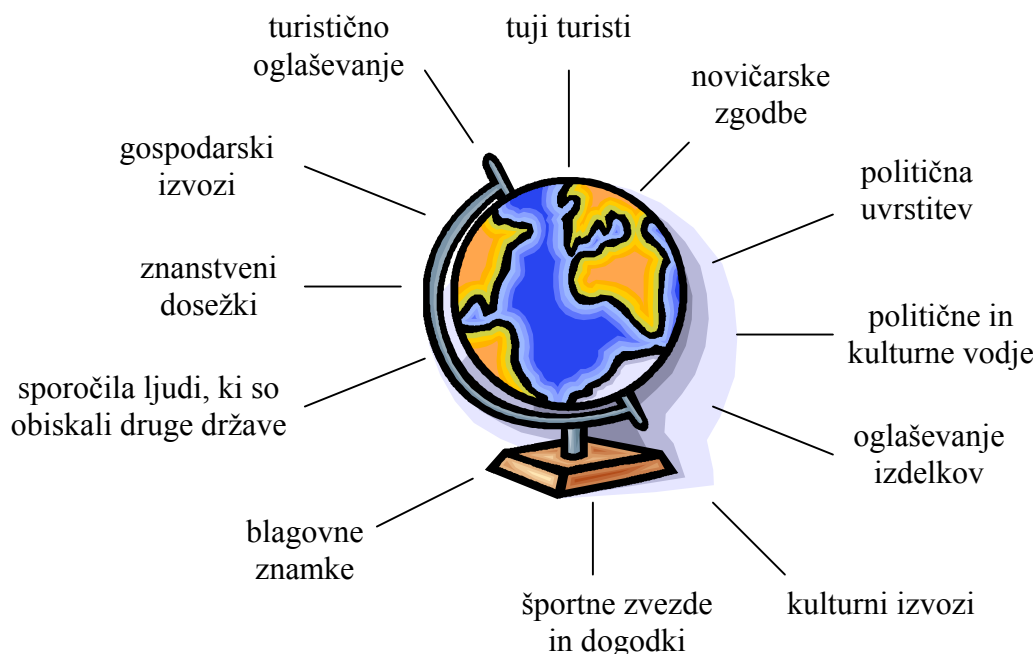 turistično
oglaševanje
tuji turisti
novičarske
zgodbe
gospodarski
izvozi
politična
uvrstitev
znanstveni
dosežki
politične in
kulturne vodje
sporočila ljudi, ki so
obiskali druge države
oglaševanje
izdelkov
blagovne
znamke
športne zvezde
in dogodki
kulturni izvozi